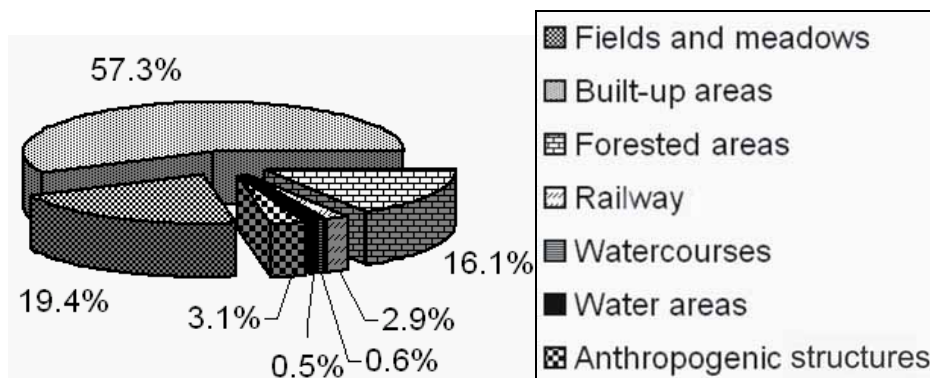 57.3%
19.4%
3.1%
0.5%
0.6%
2.9%
16.1%
Fields and meadows
Built-up areas
Forested areas
Railway
Watercourses
Water areas
Anthropogenic structures